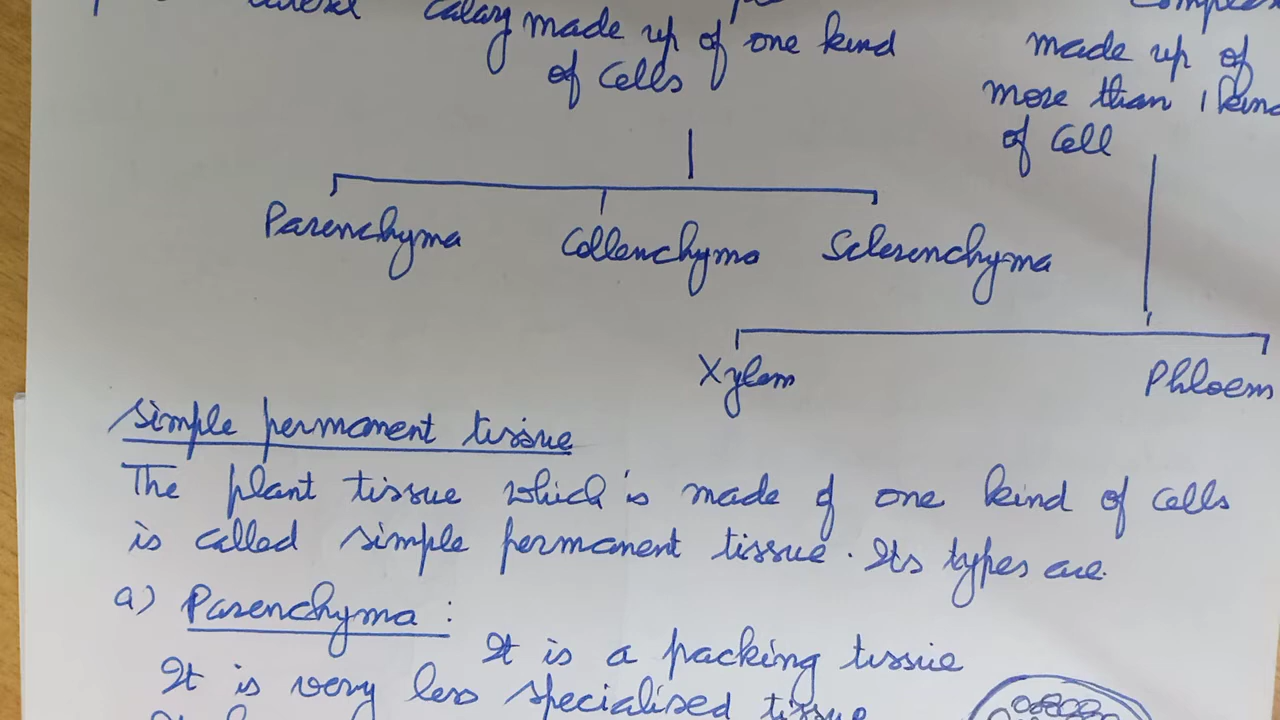 made up of one kind
of cells
made up of
more than 1 kind
of cell
Parenchyma Collenchyma Sclerenchyma
Xylem Phloem
simple permanent tissue
The plant tissue which is made of one kind of cells
is called simple permanent tissue. Its types are.
a) Parenchyma :
It is a packing tissue
It is very less specialised tissue